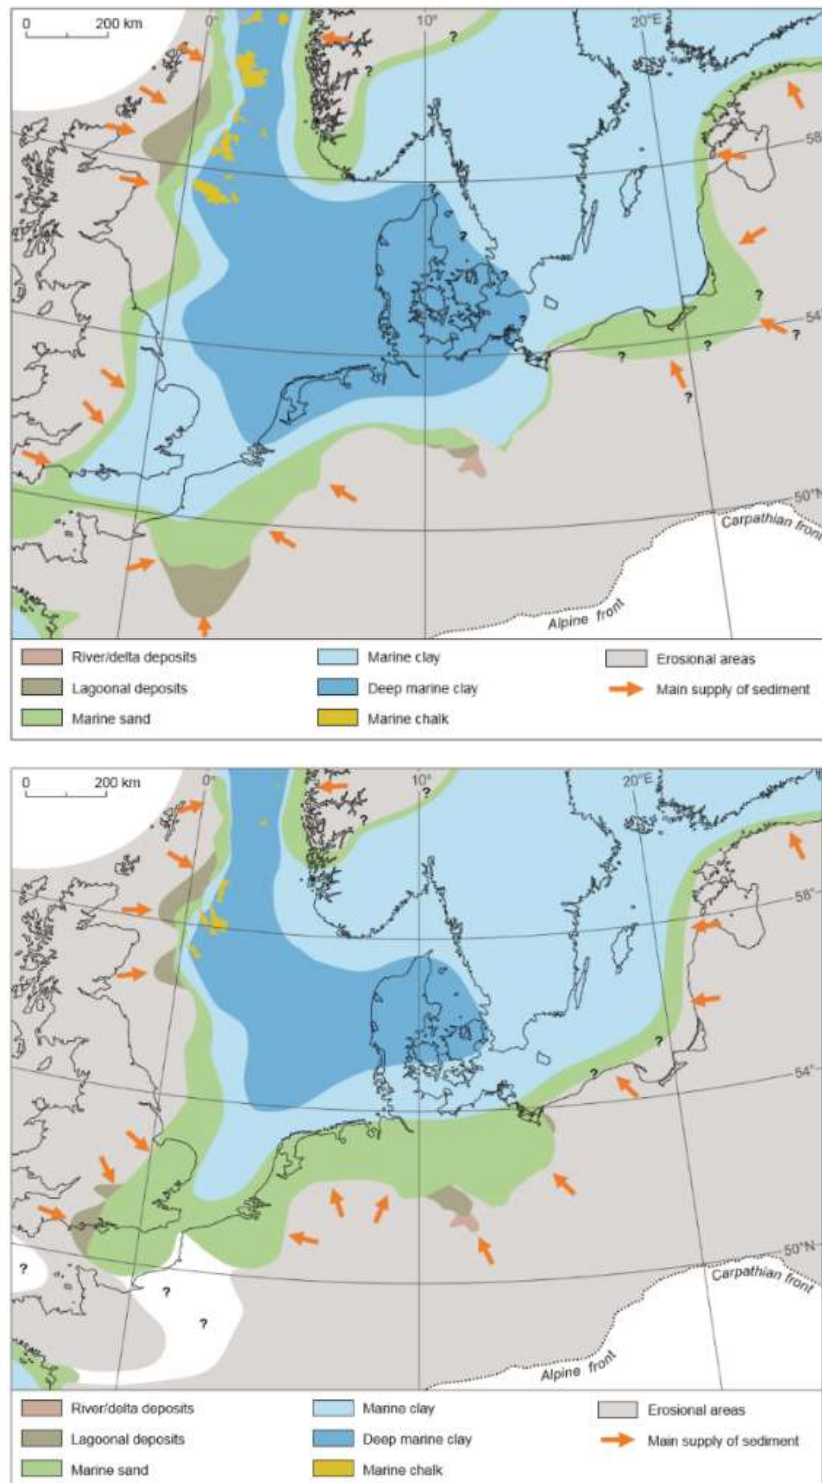 0 200 km
0°
10°
20°E
?
?
58°
?
?
?
?
?
54°
?
?
?
?
50°N
Carpathian front
Alpine front
River/delta deposits
Marine clay
Erosional areas
Lagoonal deposits
Deep marine clay
Main supply of sediment
Marine sand
Marine chalk
0 200 km
0°
10°
20°E
?
?
58°
?
?
54°
50°N
?
?
?
Carpathian front
Alpine front
River/delta deposits
Marine clay
Erosional areas
Lagoonal deposits
Deep marine clay
Main supply of sediment
Marine sand
Marine chalk